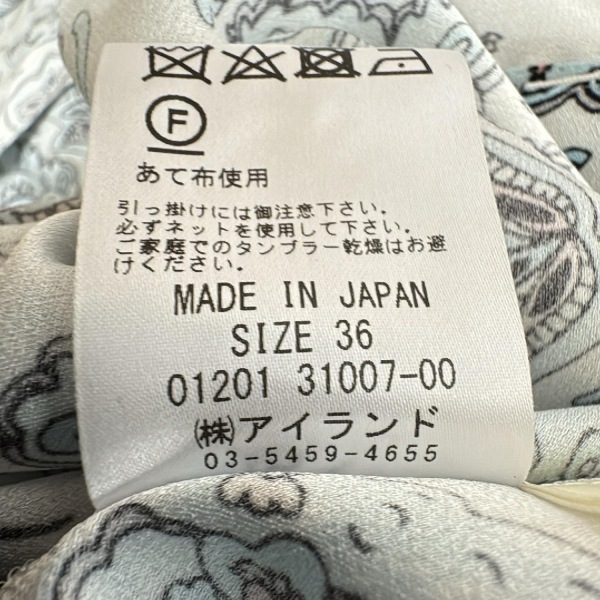 F
あて布使用
引っ掛けには御注意下さい。
必ずネットを使用して下さい。
ご家庭でのタンブラー乾燥はお避
けください。
MADE IN JAPAN
SIZE 36
01201 31007-00
㈱アイランド
03-5459-4655